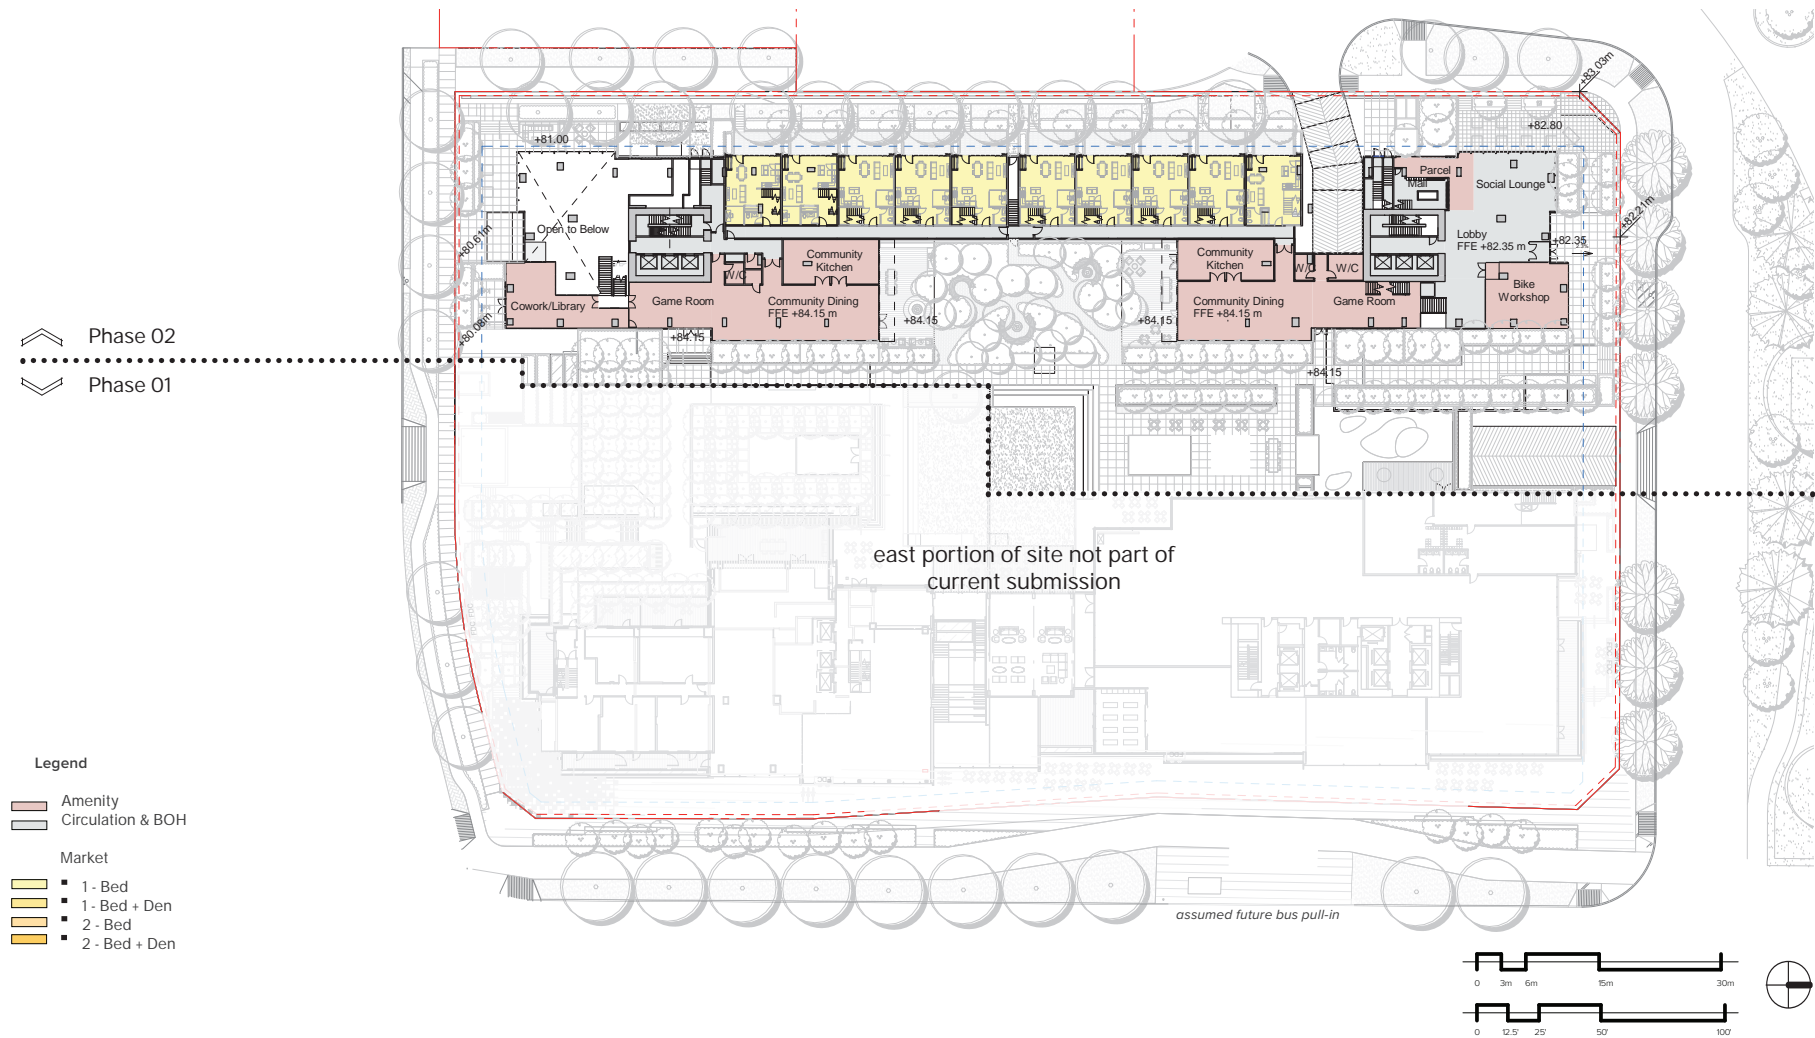 +83.03m
+81.00
+82.80
Parcel
Mail
Social Lounge
+82.21m
Open to Below
+80.61m
Lobby
FFE +82.35 m
+82.35
Community
Kitchen
Community
Kitchen
W/C
W/C
W/C
Bike
Workshop
Cowork/Library
Game Room
Community Dining
FFE +84.15 m
Community Dining
FFE +84.15 m
Game Room
+84.15
+84.15
+80.08m
+84.15
+84.15
Phase 02
Phase 01
east portion of site not part of
current submission
Legend
Amenity
Circulation & BOH
Market
1 - Bed
1 - Bed + Den
2 - Bed
2 - Bed + Den
assumed future bus pull-in
0 3m 6m 15m 30m
0 12.5' 25' 50' 100'